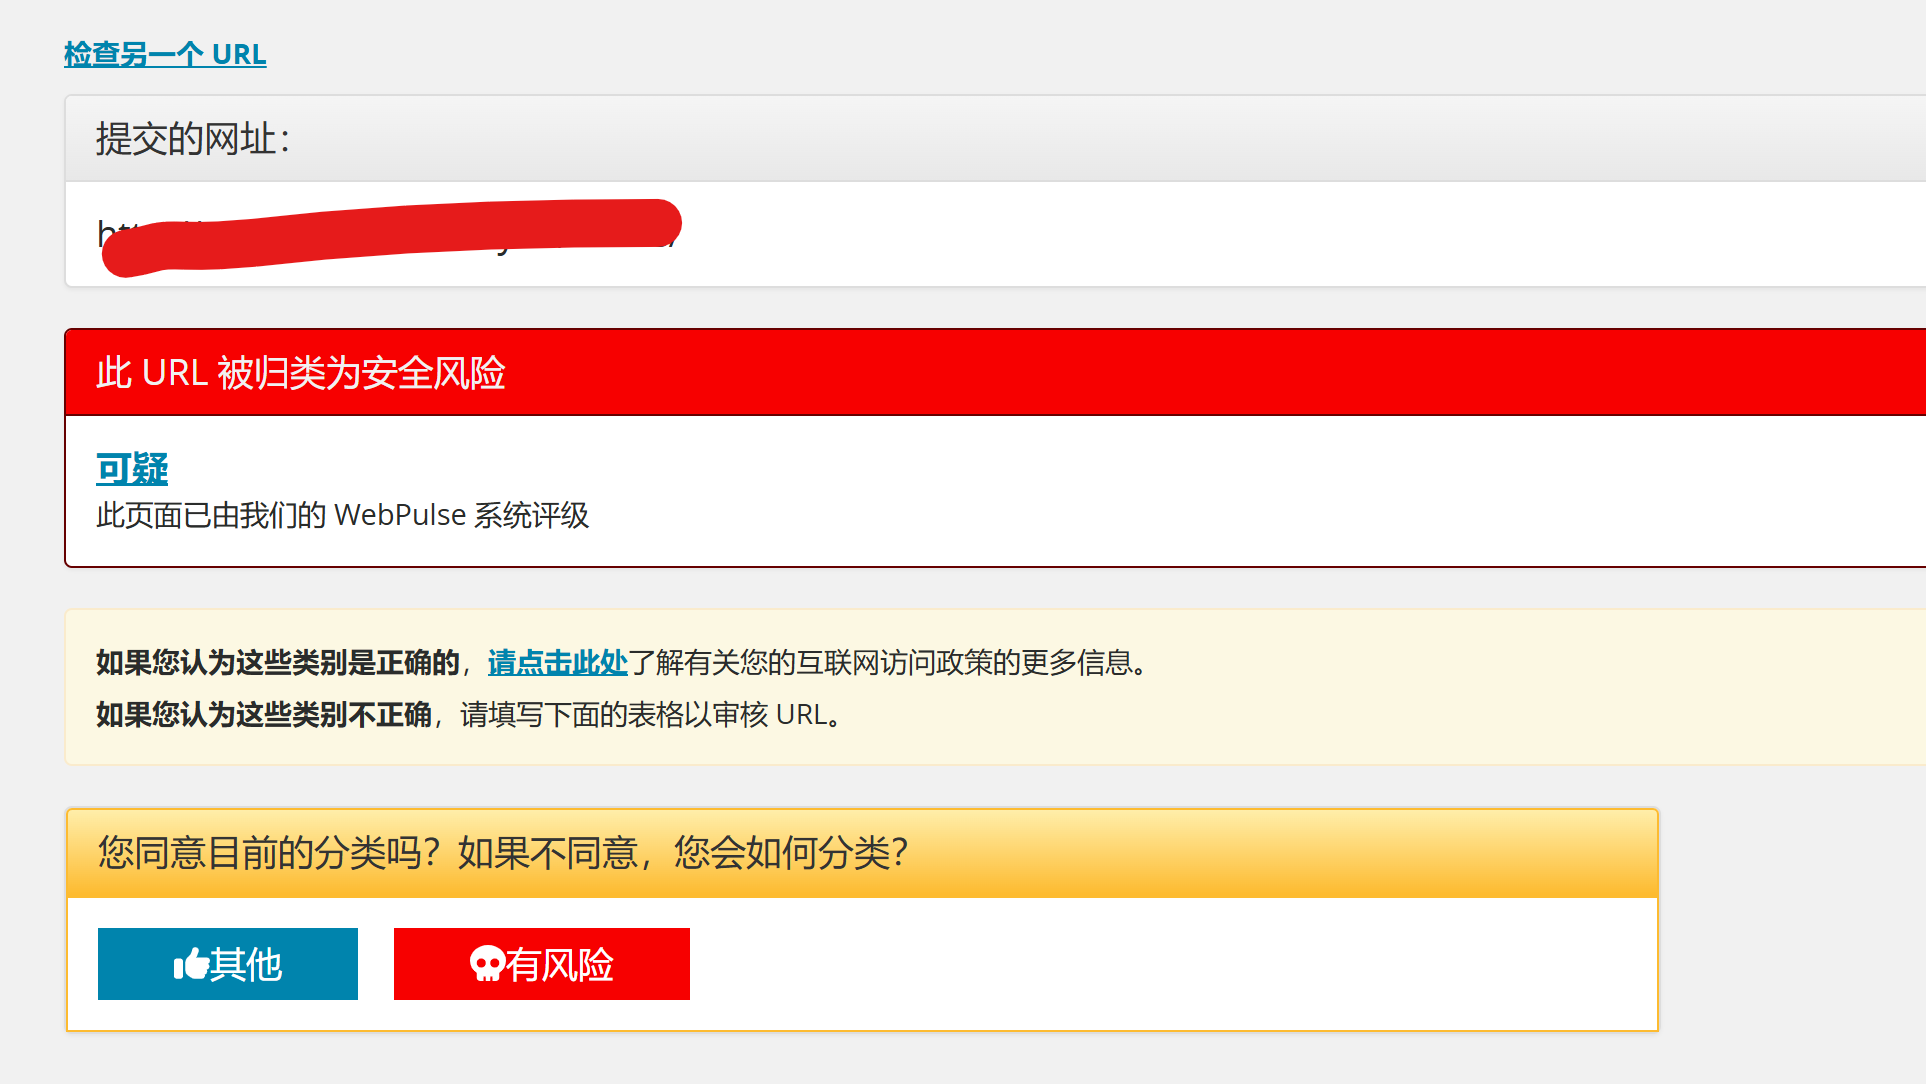 检查另一个 URL
提交的网址：
此 URL 被归类为安全风险
可疑
此页面已由我们的 WebPulse 系统评级
如果您认为这些类别是正确的，请点击此处了解有关您的互联网访问政策的更多信息。
如果您认为这些类别不正确，请填写下面的表格以审核 URL。
您同意目前的分类吗？如果不同意，您会如何分类？
其他
有风险